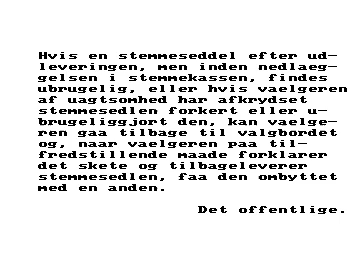 Hvis en stemmeseddel efter ud-
leveringen, men inden nedlaeg-
gelsen i stemmekassen, findes
ubrugelig, eller hvis vaelgeren
af uagtsomhed har afkrydset
stemmesedlen forkert eller u-
brugeliggjort den, kan vaelge-
ren gaa tilbage til valgbordet
og, naar vaelgeren paa til-
fredstillende maade forklarer
det skete og tilbageleverer
stemmesedlen, faa den ombyttet
med en anden.
Det offentlige.